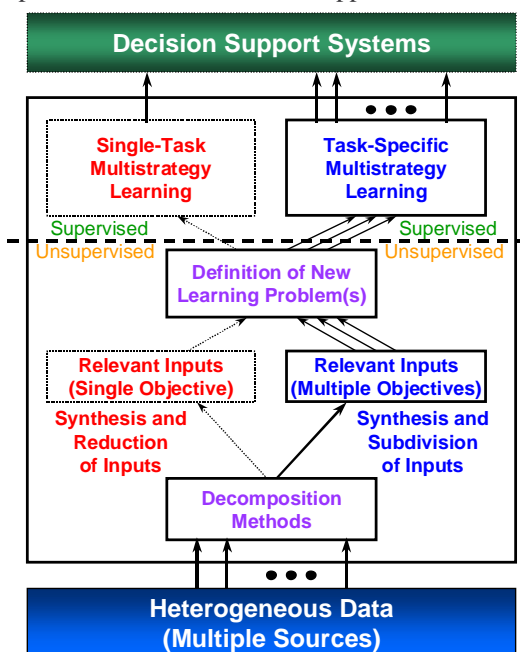 Decision Support Systems
Single-Task
Multistrategy
Learning
Task-Specific
Multistrategy
Learning
Supervised
Supervised
Unsupervised
Unsupervised
Definition of New
Learning Problem(s)
Relevant Inputs
(Single Objective)
Relevant Inputs
(Multiple Objectives)
Synthesis and
Reduction
of Inputs
Synthesis and
Subdivision
of Inputs
Decomposition
Methods
Heterogeneous Data
(Multiple Sources)